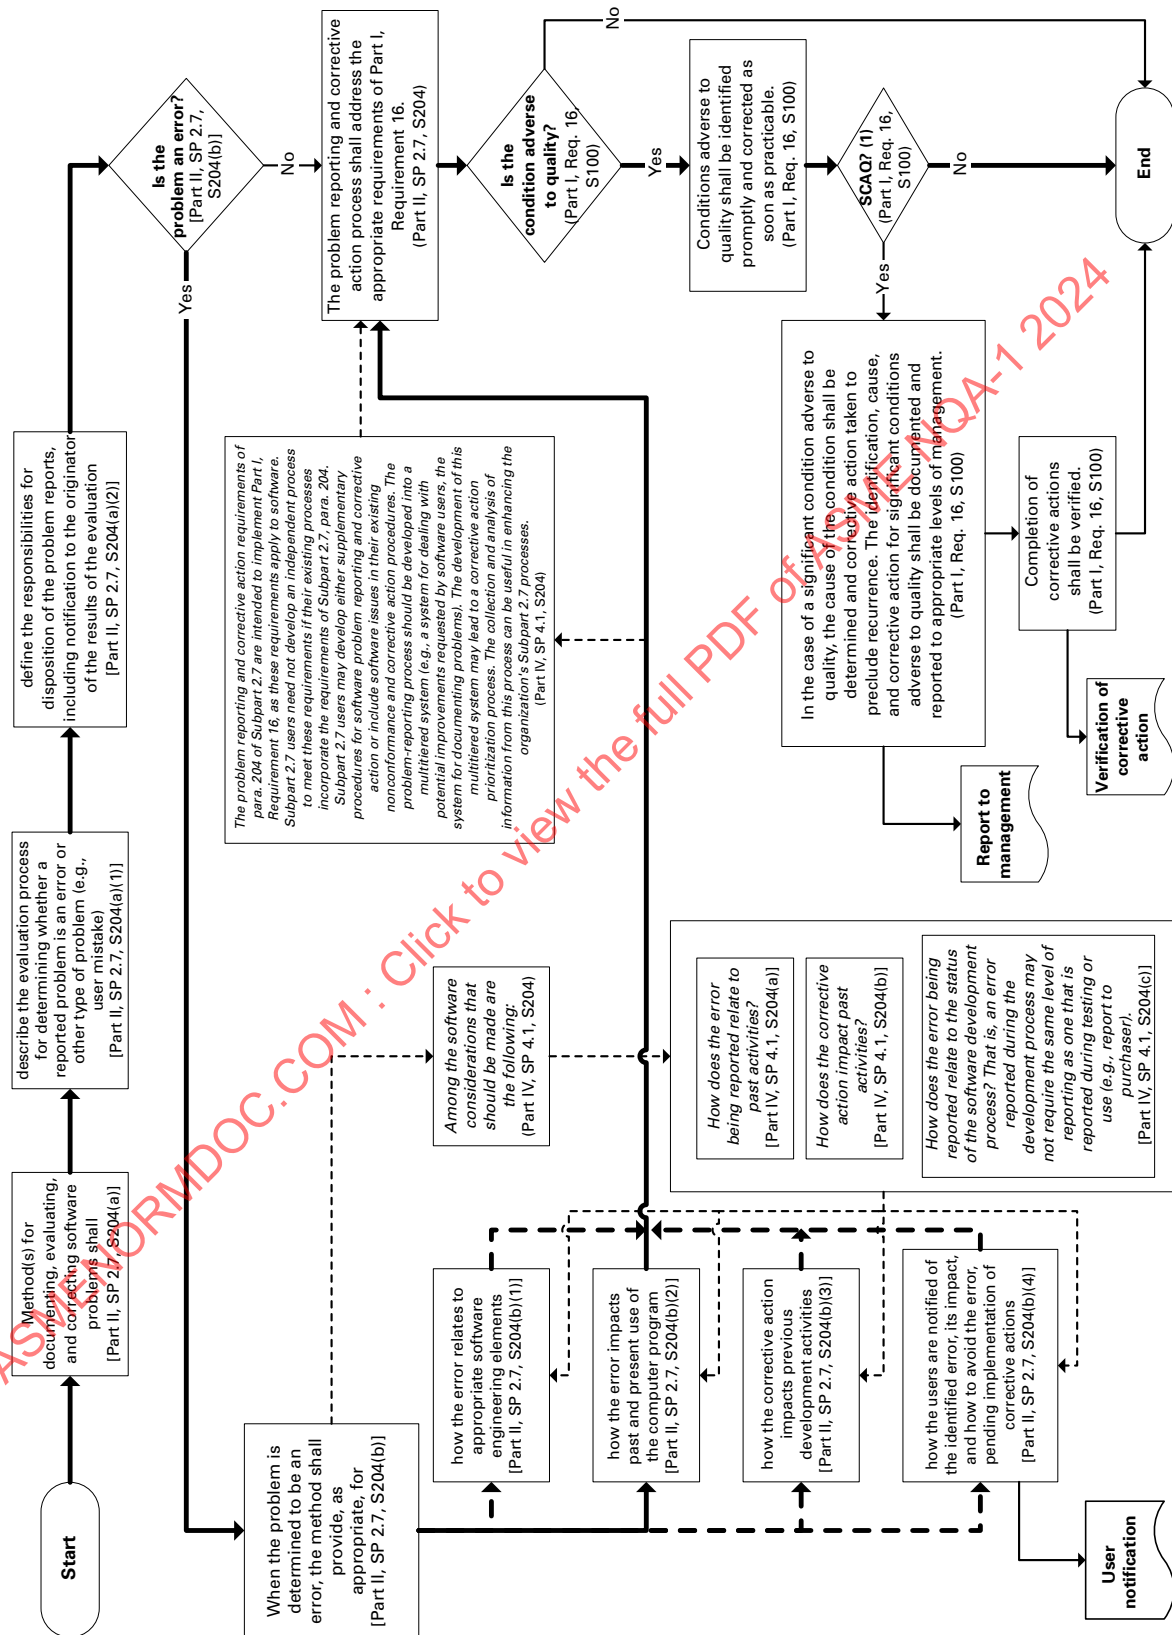 Start
Method(s) for
documenting, evaluating,
and correcting software
problems shall
[Part II, SP 2.7, S204(a)]
describe the evaluation process
for determining whether a
reported problem is an error or
other type of problem (e.g.,
user mistake)
[Part II, SP 2.7, S204(a)(1)]
define the responsibilities for
disposition of the problem reports,
including notification to the originator
of the results of the evaluation
[Part II, SP 2.7, S204(a)(2)]
Is the
problem an error?
[Part II, SP 2.7,
S204(b)]
Yes
No
When the problem is
determined to be an
error, the method shall
provide, as
appropriate, for
[Part II, SP 2.7, S204(b)]
how the error relates to
appropriate software
engineering elements
[Part II, SP 2.7, S204(b)(1)]
how the error impacts
past and present use of
the computer program
[Part II, SP 2.7, S204(b)(2)]
how the corrective action
impacts previous
development activities
[Part II, SP 2.7, S204(b)(3)]
how the users are notified of
the identified error, its impact,
and how to avoid the error,
pending implementation of
corrective actions
[Part II, SP 2.7, S204(b)(4)]
User
notification
Among the software
considerations that
should be made are
the following:
(Part IV, SP 4.1, S204)
How does the error
being reported relate to
past activities?
[Part IV, SP 4.1, S204(a)]
How does the corrective
action impact past
activities?
[Part IV, SP 4.1, S204(b)]
How does the error being
reported relate to the status
of the software development
process? That is, an error
reported during the
development process may
not require the same level of
reporting as one that is
reported during testing or
use (e.g., report to
purchaser).
[Part IV, SP 4.1, S204(c)]
The problem reporting and corrective action requirements of
para. 204 of Subpart 2.7 are intended to implement Part I,
Requirement 16, as these requirements apply to software.
Subpart 2.7 users need not develop an independent process
to meet these requirements if their existing processes
incorporate the requirements of Subpart 2.7, para. 204.
Subpart 2.7 users may develop either supplementary
procedures for software problem reporting and corrective
action or include software issues in their existing
nonconformance and corrective action procedures. The
problem-reporting process should be developed into a
multitiered system (e.g. a system for dealing with
potential improvements requested by software users, the
system for documenting problems). The development of this
multitiered system may lead to a corrective action
prioritization process. The collection and analysis of
information from this process can be useful in enhancing the
organization's Subpart 2.7 processes.
(Part IV, SP 4.1, S204)
The problem reporting and corrective
action process shall address the
appropriate requirements of Part I,
Requirement 16.
(Part II, SP 2.7, S204)
Is the
condition adverse
to quality?
(Part I, Req. 16,
S100)
Yes
No
Conditions adverse to
quality shall be identified
promptly and corrected as
soon as practicable.
(Part I, Req. 16, S100)
SCAQ? (1)
(Part I, Req. 16,
S100)
Yes
No
In the case of a significant condition adverse to
quality, the cause of the condition shall be
determined and corrective action taken to
preclude recurrence. The identification, cause,
and corrective action for significant conditions
adverse to quality shall be documented and
reported to appropriate levels of management.
(Part I, Req. 16, S100)
Report to
management
Completion of
corrective actions
shall be verified.
(Part I, Req. 16, S100)
Verification of
corrective
action
End
ASMENORMDOC.COM : Click to view the full PDF of ASME NQA-1 2024